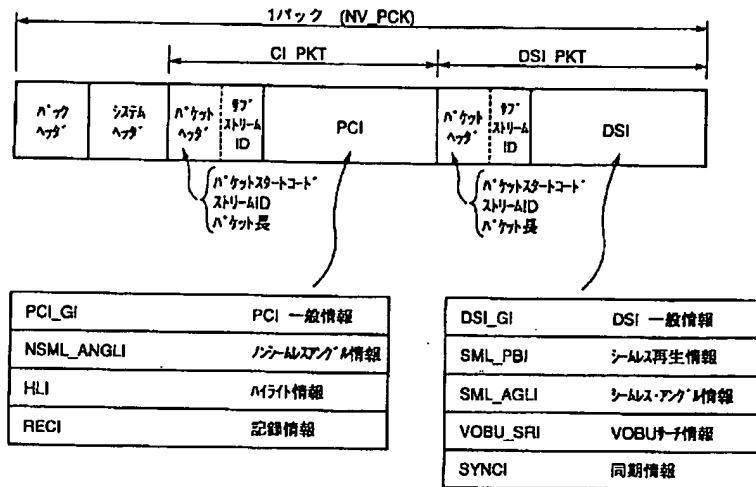 1パック (NV_PCK)
CI PKT
DSI PKT
パック
ヘッダ
システム
ヘッダ
パケット
ヘッダ
サブ
ストリーム
ID
PCI
パケット
ヘッダ
サブ
ストリーム
ID
DSI
パケットスタートコード
ストリームID
パケット長
パケットスタートコード
ストリームID
パケット長
PCI_GI PCI 一般情報
NSML_ANGLI ノンシームレスアングル情報
HLI ハイライト情報
RECI 記録情報
DSI_GI DSI 一般情報
SML_PBI シームレス再生情報
SML_AGLI シームレス・アングル情報
VOBU_SRI VOBUサーチ情報
SYNCI 同期情報